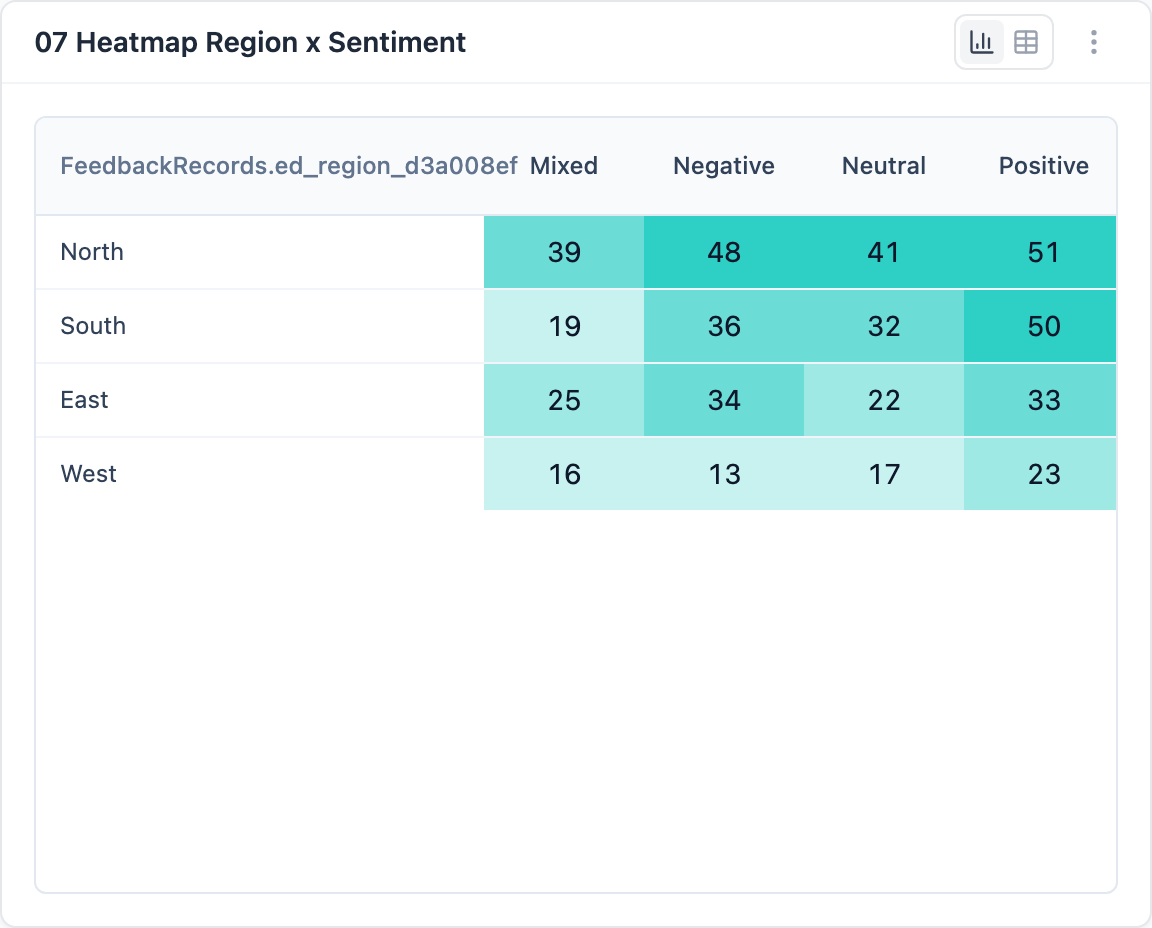 07 Heatmap Region x Sentiment
FeedbackRecords.ed_region_d3a008ef Mixed Negative Neutral Positive
North 39 48 41 51
South 19 36 32 50
East 25 34 22 33
West 16 13 17 23